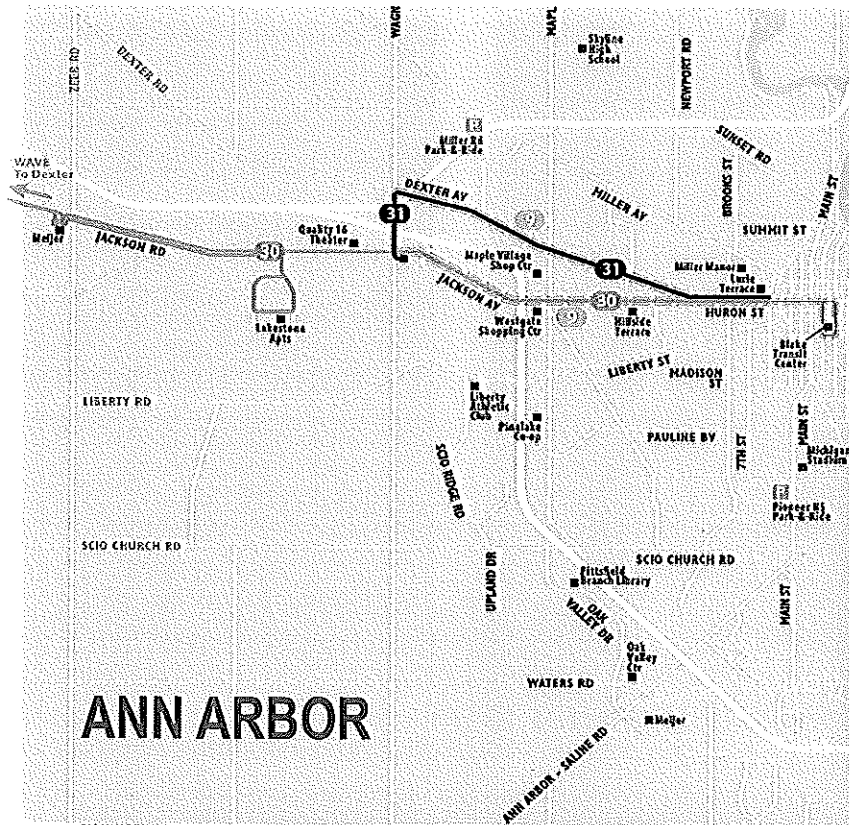 WAGN
MAPL
ZEEB RD
DEXTER RD
Skyline
High
School
NEWPORT RD
P
Miller Rd
Park-&-Ride
SUNSET RD
WAVE
To Dexter
DEXTER AV
MILLER AV
BROOKS ST
MAIN ST
31
9
SUMMIT ST
Meijer
JACKSON RD
30
Quality 16
Theater
Maple Village
Shop Ctr
31
Miller Manor
Lurie
Terrace
JACKSON AV
30
HURON ST
Lakestone
Apts
Westgate
Shopping Ctr
9
Hillside
Terrace
Blake
Transit
Center
LIBERTY ST
MADISON
ST
LIBERTY RD
Liberty
Athletic
Club
Pinelake
Co-op
PAULINE BV
7TH ST
MAIN ST
Michigan
Stadium
SCIO RIDGE RD
P
Pioneer HS
Park-&-Ride
SCIO CHURCH RD
SCIO CHURCH RD
UPLAND DR
Pittsfield
Branch Library
MAIN ST
OAK
VALLEY DR
Oak
Valley
Ctr
WATERS RD
ANN ARBOR
Meijer
ANN ARBOR - SALINE RD